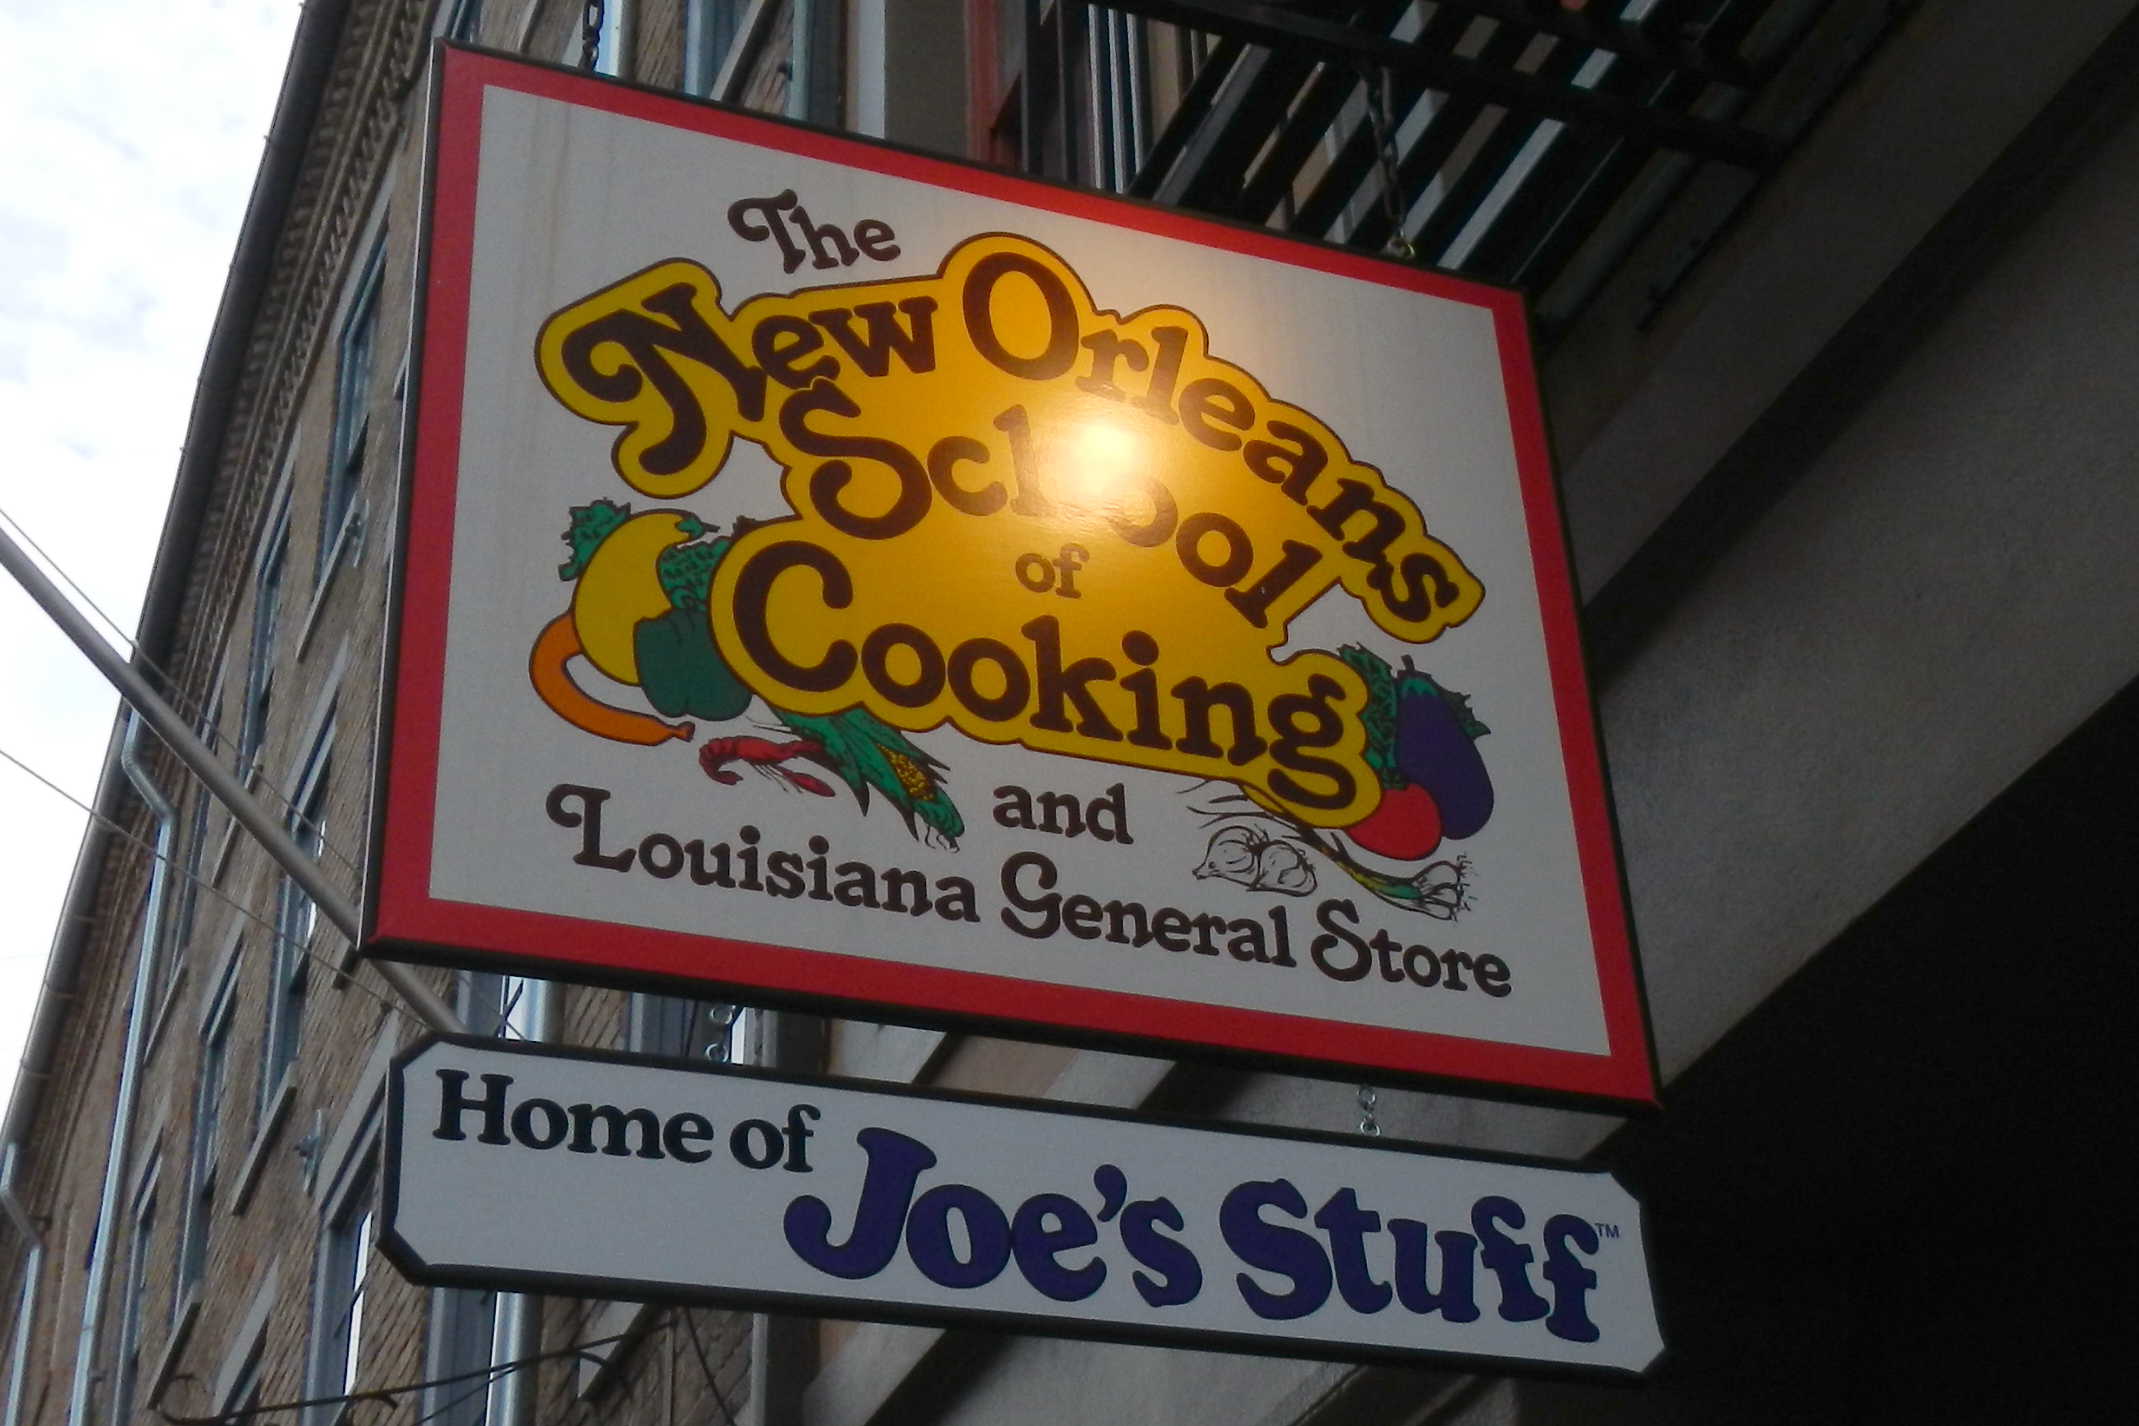 The
New Orleans
School
of
Cooking
and
Louisiana General Store
Home of
Joe's Stuff™